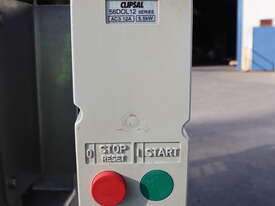 CLIPSAL
56DOL12 SERIES
AC3 12A 5.5kW
0 STOP RESET
I START